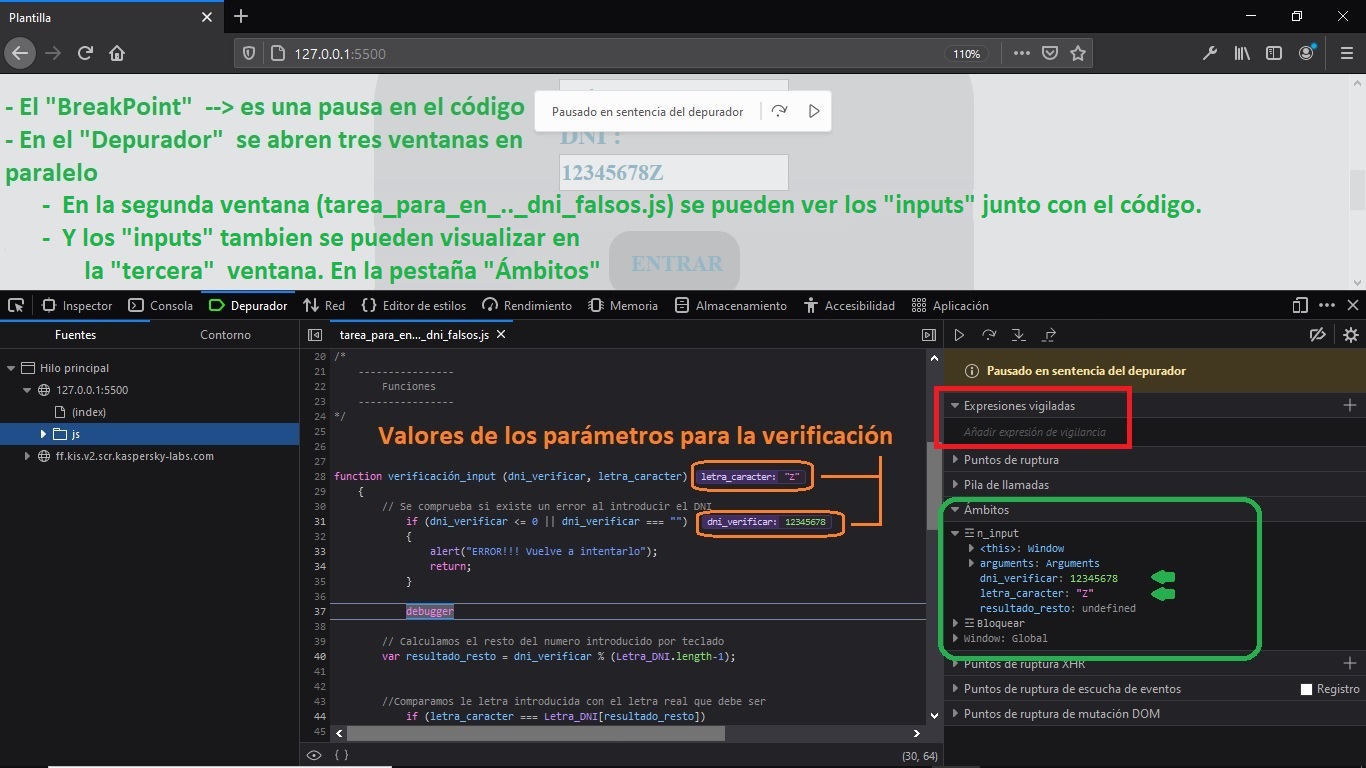 Plantilla
127.0.0.1:5500
110%
- El "BreakPoint" --> es una pausa en el código
- En el "Depurador" se abren tres ventanas en
paralelo
- En la segunda ventana (tarea_para_en_.._dni_falsos.js) se pueden ver los "inputs" junto con el código.
- Y los "inputs" tambien se pueden visualizar en
la "tercera" ventana. En la pestaña "Ámbitos"
Pausado en sentencia del depurador
DNI :
12345678Z
ENTRAR
Inspector
Consola
Depurador
Red
Editor de estilos
Rendimiento
Memoria
Almacenamiento
Accesibilidad
Aplicación
Fuentes
Contorno
Hilo principal
127.0.0.1:5500
(index)
js
ff.kis.v2.scr.kaspersky-labs.com
tarea_para_en..._dni_falsos.js
20 /*
21 ----------------
22 Funciones
23 ----------------
24 */
25
26
Valores de los parámetros para la verificación
27
28 function verificación_input (dni_verificar, letra_caracter) letra_caracter: "Z"
29 {
30 // Se comprueba si existe un error al introducir el DNI
31 if (dni_verificar <= 0 || dni_verificar === "") dni_verificar: 12345678
32 {
33 alert("ERROR!!! Vuelve a intentarlo");
34 return;
35 }
36
37 debugger
38
39 // Calculamos el resto del numero introducido por teclado
40 var resultado_resto = dni_verificar % (Letra_DNI.length-1);
41
42
43 //Comparamos le letra introducida con el letra real que debe ser
44 if (letra_caracter === Letra_DNI[resultado_resto])
45
{ }
(30, 64)
Pausado en sentencia del depurador
Expresiones vigiladas
Añadir expresión de vigilancia
Puntos de ruptura
Pila de llamadas
Ámbitos
n_input
<this>: Window
arguments: Arguments
dni_verificar: 12345678
letra_caracter: "Z"
resultado_resto: undefined
Bloquear
Window: Global
Puntos de ruptura XHR
Puntos de ruptura de escucha de eventos
Registro
Puntos de ruptura de mutación DOM